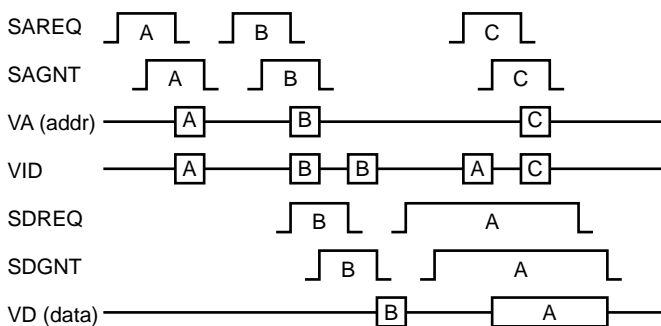 SAREQ A B C
SAGNT A B C
VA (addr) A B C
VID A B B A C
SDREQ B A
SDGNT B A
VD (data) B A